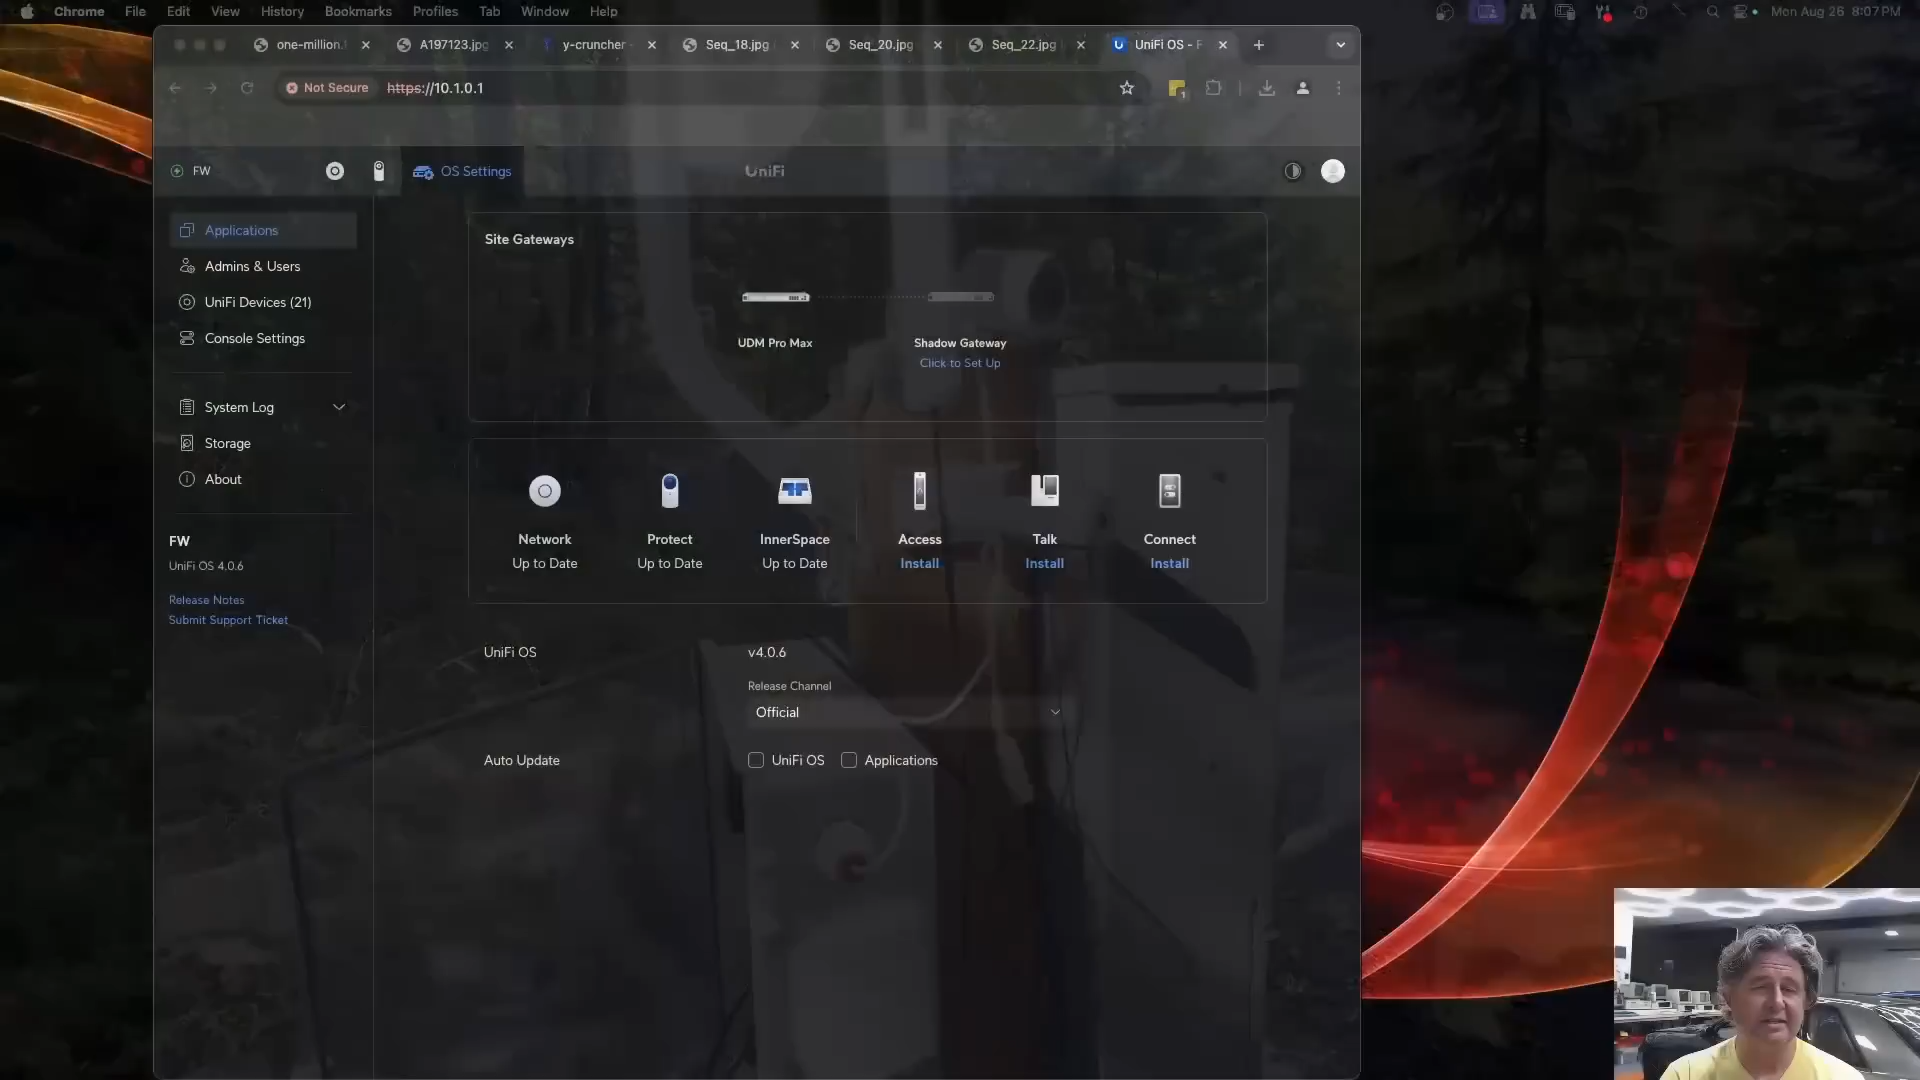 Chrome File Edit View History Bookmarks Profiles Tab Window Help Mon Aug 26 8:07PM
one-million. A197123.jpg y-cruncher Seq_18.jpg Seq_20.jpg Seq_22.jpg UniFi OS - F
Not Secure https://10.1.0.1
1
FW OS Settings UniFi
Applications
Admins & Users
UniFi Devices (21)
Console Settings
System Log
Storage
About
FW
UniFi OS 4.0.6
Release Notes
Submit Support Ticket
Site Gateways
UDM Pro Max Shadow Gateway
Click to Set Up
Network Protect InnerSpace Access Talk Connect
Up to Date Up to Date Up to Date Install Install Install
UniFi OS v4.0.6
Release Channel
Official
Auto Update UniFi OS Applications